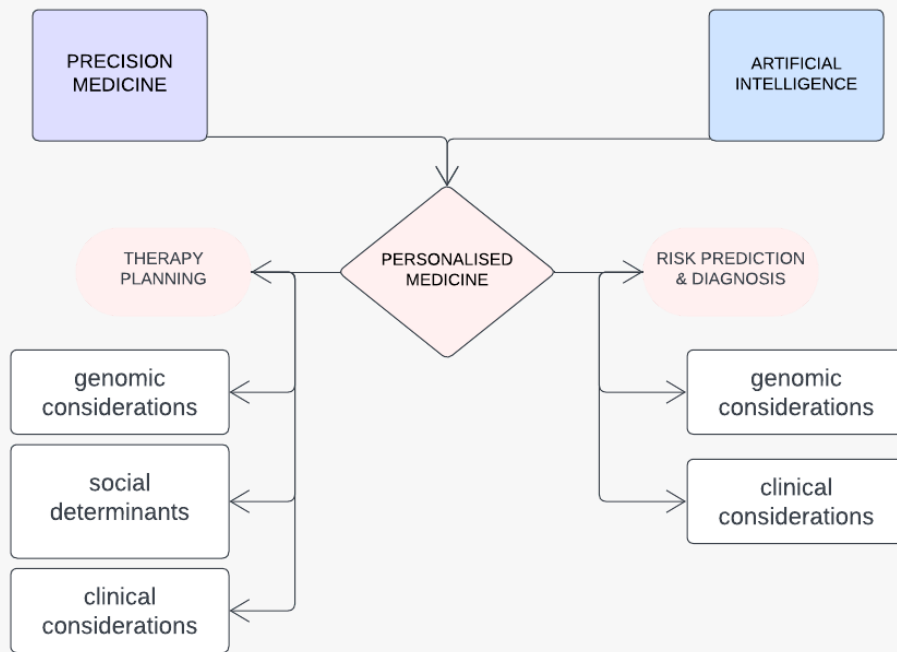 PRECISION
MEDICINE
ARTIFICIAL
INTELLIGENCE
PERSONALISED
MEDICINE
THERAPY
PLANNING
RISK PREDICTION
& DIAGNOSIS
genomic
considerations
social
determinants
clinical
considerations
genomic
considerations
clinical
considerations